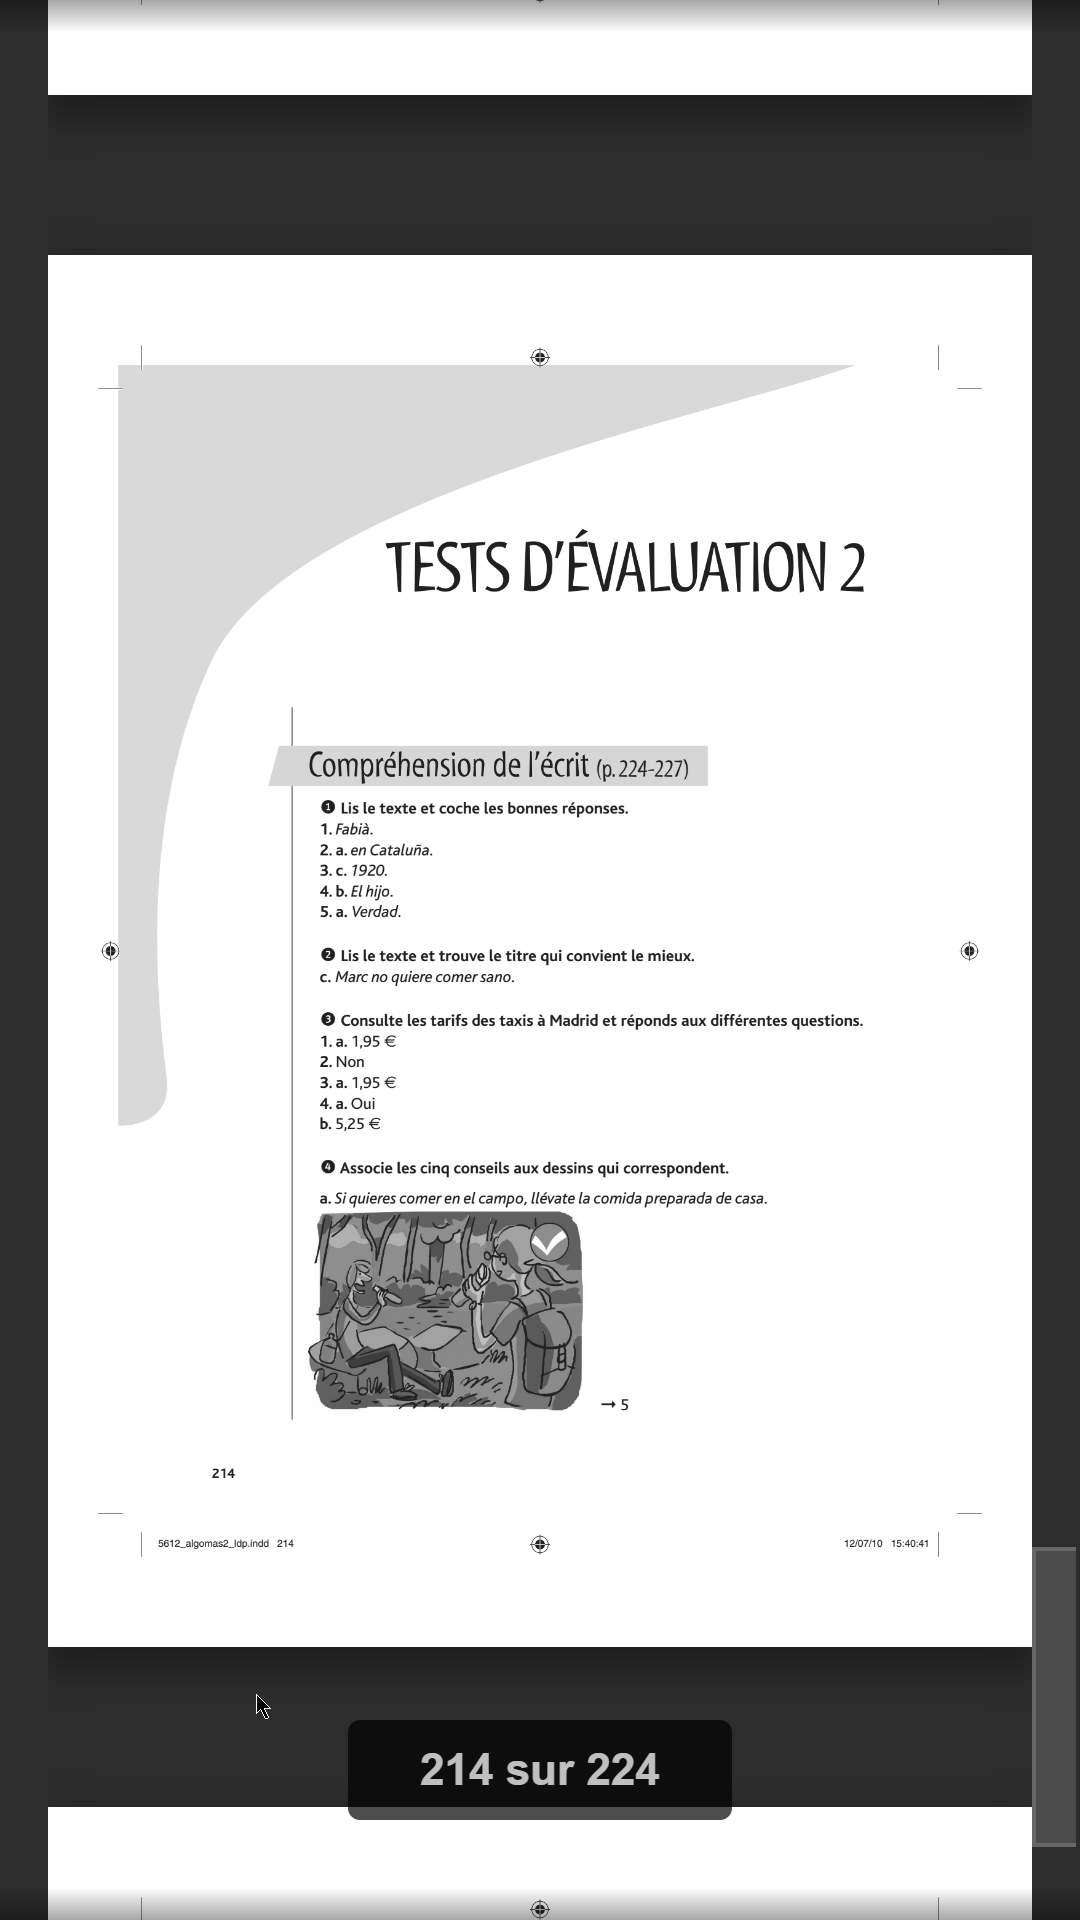 TESTS D'ÉVALUATION 2
Compréhension de l'écrit (p. 224-227)
❶ Lis le texte et coche les bonnes réponses.
1. Fabià.
2. a. en Cataluña.
3. c. 1920.
4. b. El hijo.
5. a. Verdad.
❷ Lis le texte et trouve le titre qui convient le mieux.
c. Marc no quiere comer sano.
❸ Consulte les tarifs des taxis à Madrid et réponds aux différentes questions.
1. a. 1,95 €
2. Non
3. a. 1,95 €
4. a. Oui
b. 5,25 €
❹ Associe les cinq conseils aux dessins qui correspondent.
a. Si quieres comer en el campo, llévate la comida preparada de casa.
→ 5
214
5612_algomas2_ldp.indd 214
12/07/10 15:40:41
214 sur 224